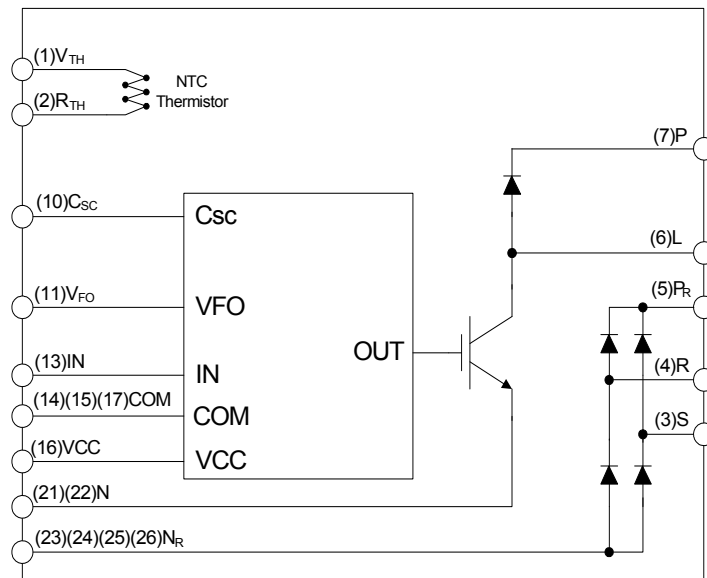 (1)VTH
NTC
Thermistor
(2)RTH
(7)P
(10)CSC
Csc
(6)L
(11)VFO
VFO
(5)PR
OUT
(13)IN
IN
(4)R
(14)(15)(17)COM
COM
(3)S
(16)VCC
VCC
(21)(22)N
(23)(24)(25)(26)NR